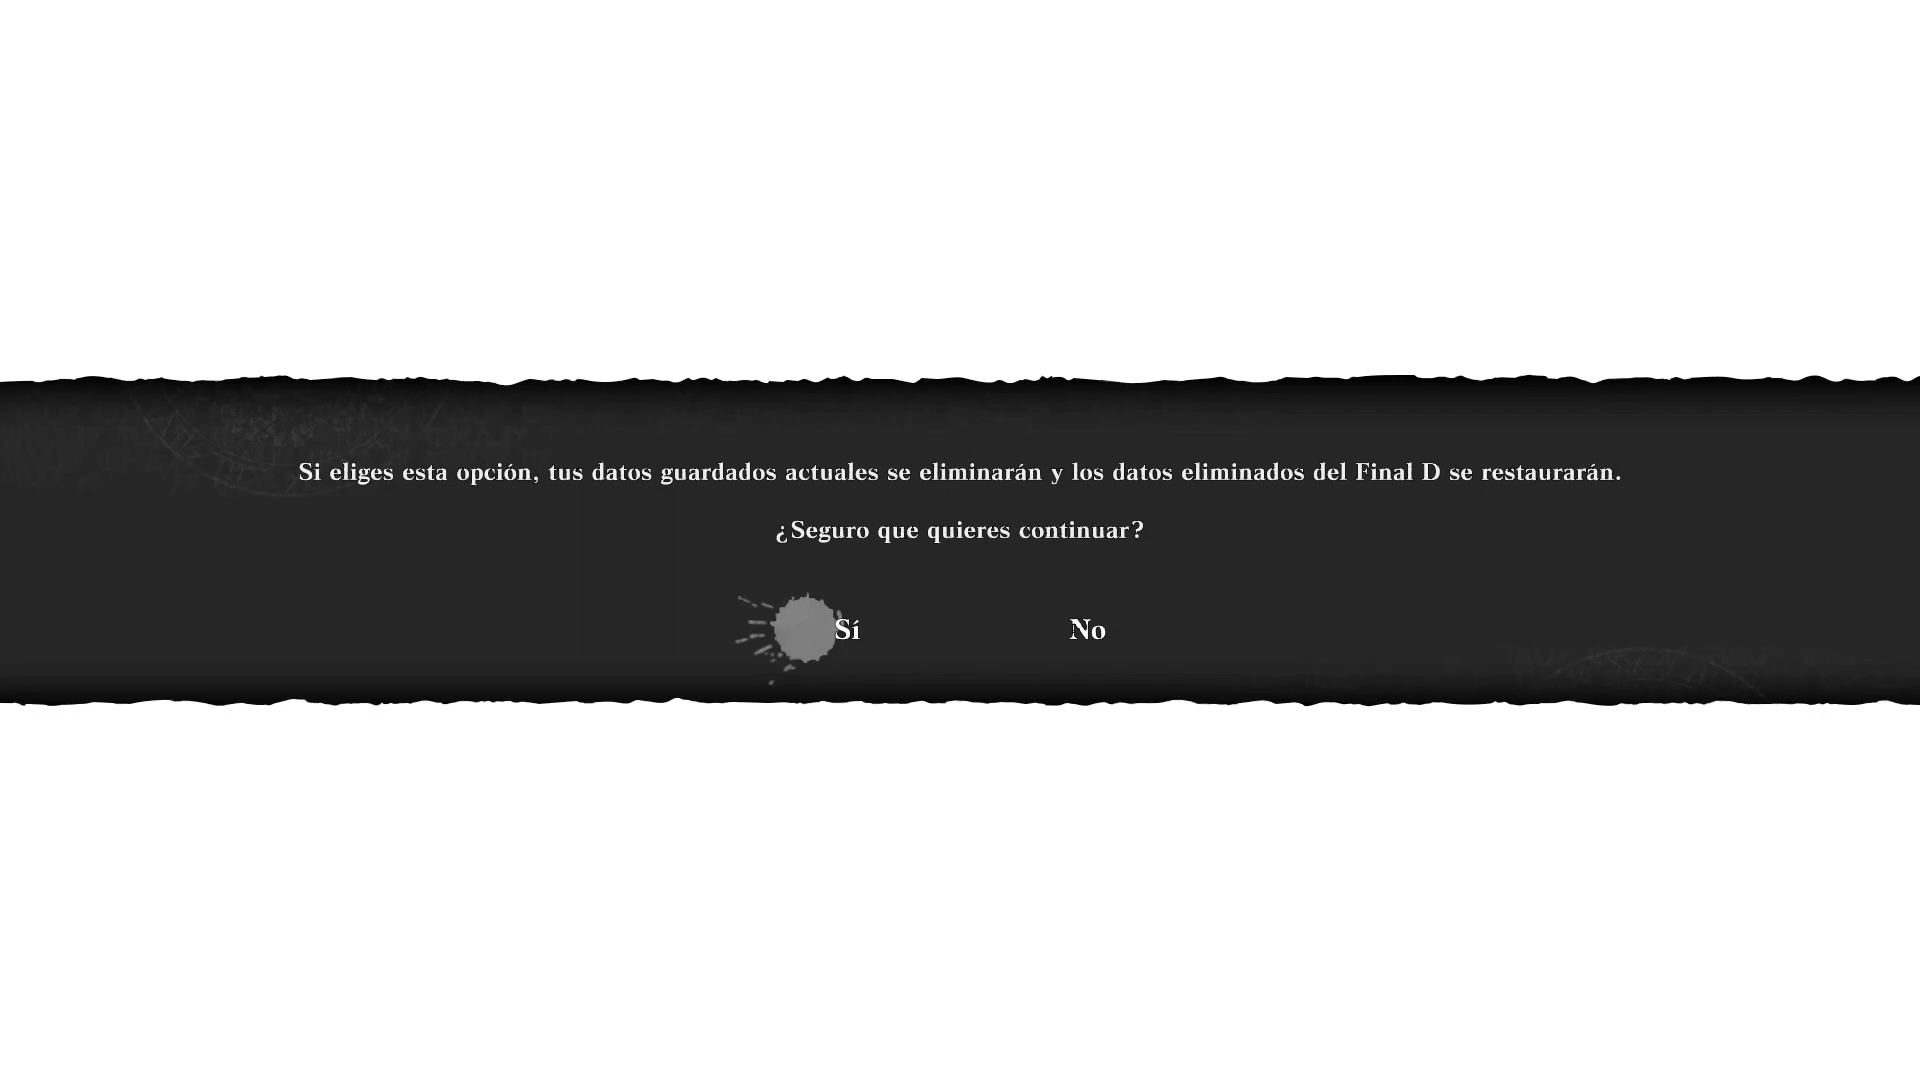 Si eliges esta opción, tus datos guardados actuales se eliminarán y los datos eliminados del Final D se restaurarán.
¿Seguro que quieres continuar?
Sí No